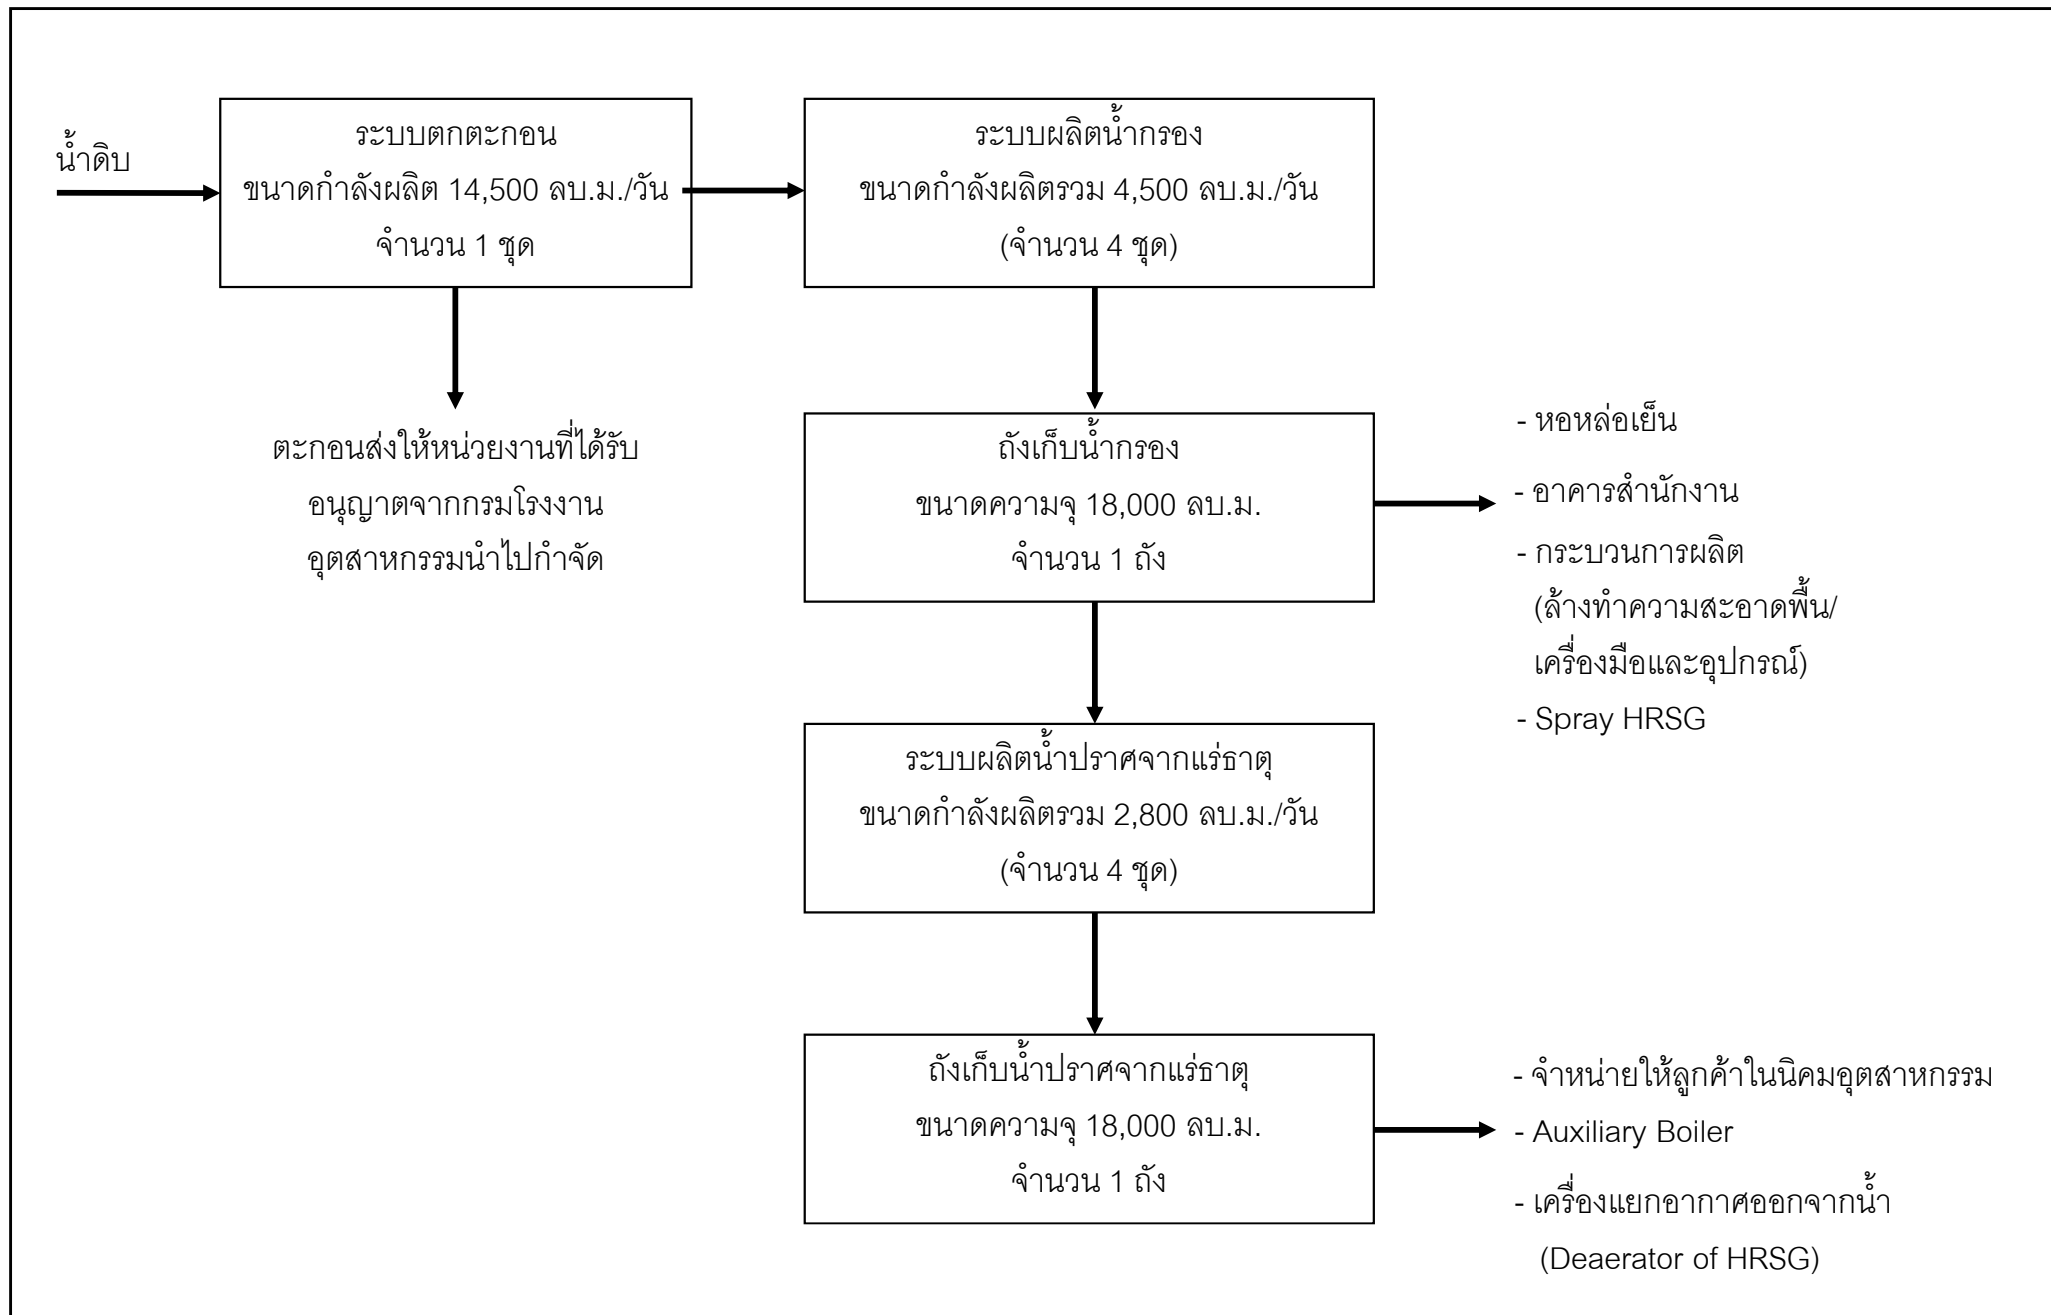 น้ำดิบ
ระบบตกตะกอน
ขนาดกำลังผลิต 14,500 ลบ.ม./วัน
จำนวน 1 ชุด
ระบบผลิตน้ำกรอง
ขนาดกำลังผลิตรวม 4,500 ลบ.ม./วัน
(จำนวน 4 ชุด)
ตะกอนส่งให้หน่วยงานที่ได้รับ
อนุญาตจากกรมโรงงาน
อุตสาหกรรมนำไปกำจัด
ถังเก็บน้ำกรอง
ขนาดความจุ 18,000 ลบ.ม.
จำนวน 1 ถัง
- หอหล่อเย็น
- อาคารสำนักงาน
- กระบวนการผลิต
(ล้างทำความสะอาดพื้น/
เครื่องมือและอุปกรณ์)
- Spray HRSG
ระบบผลิตน้ำปราศจากแร่ธาตุ
ขนาดกำลังผลิตรวม 2,800 ลบ.ม./วัน
(จำนวน 4 ชุด)
ถังเก็บน้ำปราศจากแร่ธาตุ
ขนาดความจุ 18,000 ลบ.ม.
จำนวน 1 ถัง
- จำหน่ายให้ลูกค้าในนิคมอุตสาหกรรม
- Auxiliary Boiler
- เครื่องแยกอากาศออกจากน้ำ
(Deaerator of HRSG)